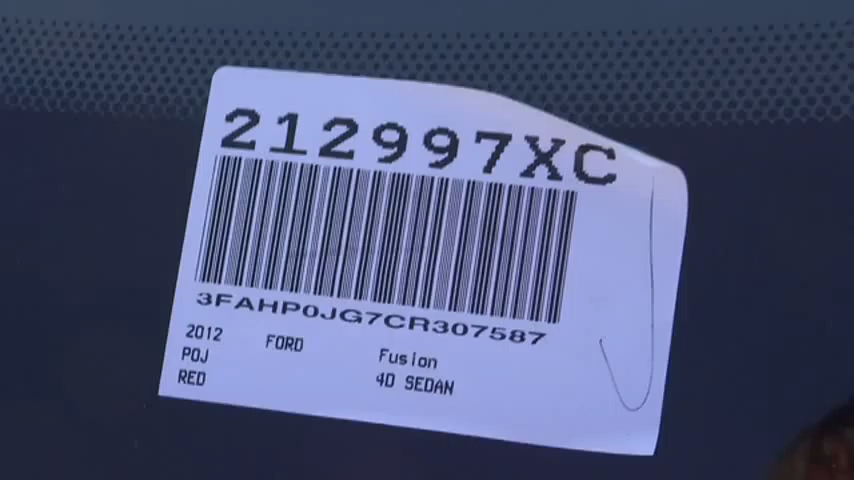 212997XC
3FAHP0JG7CR307587
2012 FORD Fusion
POJ 4D SEDAN
RED